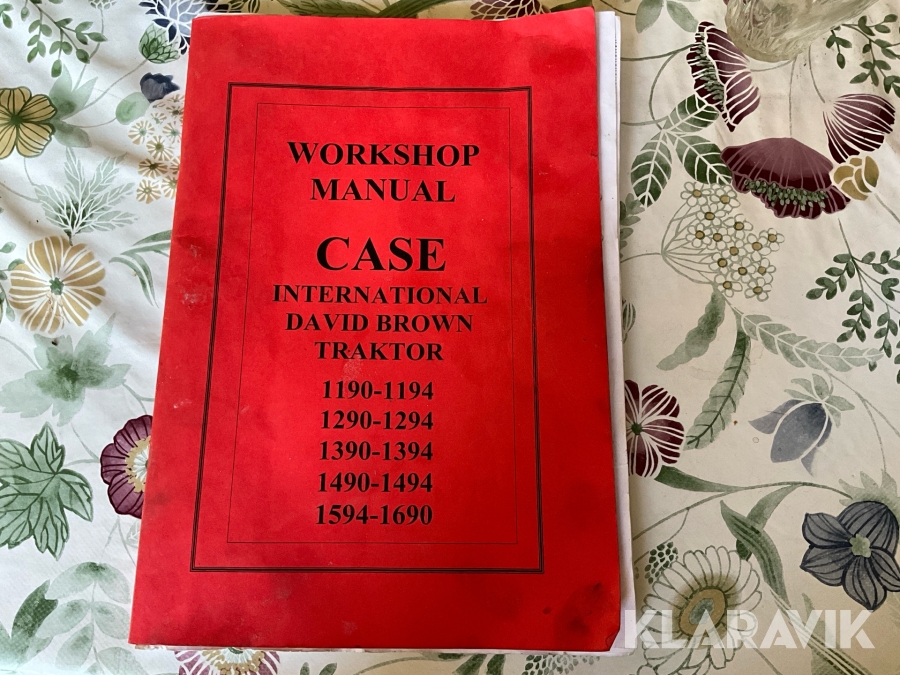 WORKSHOP
MANUAL
CASE
INTERNATIONAL
DAVID BROWN
TRAKTOR
1190-1194
1290-1294
1390-1394
1490-1494
1594-1690
KLARAVIK